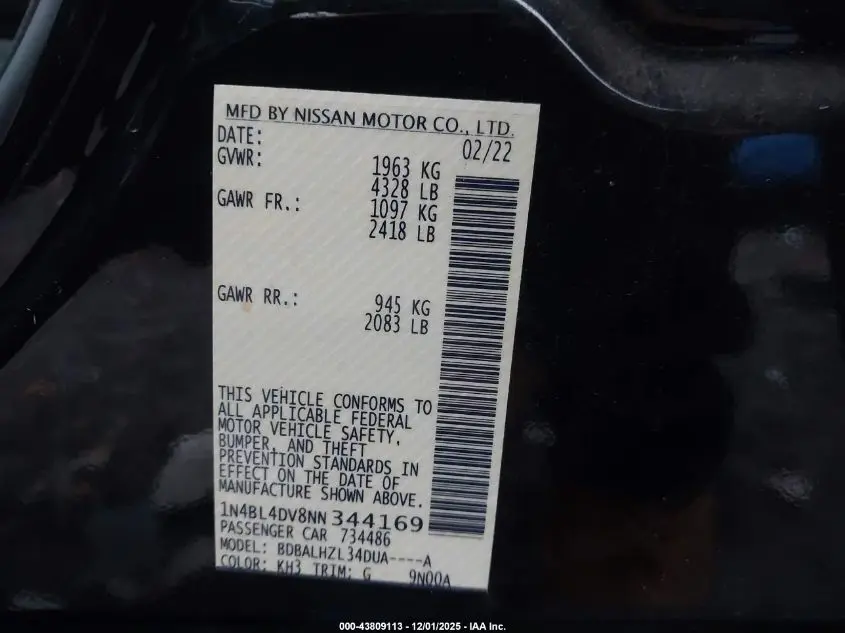 MFD BY NISSAN MOTOR CO., LTD.
DATE: 02/22
GVWR: 1963 KG
4328 LB
GAWR FR.: 1097 KG
2418 LB
GAWR RR.: 945 KG
2083 LB
THIS VEHICLE CONFORMS TO
ALL APPLICABLE FEDERAL
MOTOR VEHICLE SAFETY,
BUMPER, AND THEFT
PREVENTION STANDARDS IN
EFFECT ON THE DATE OF
MANUFACTURE SHOWN ABOVE.
1N4BL4DV8NN344169
PASSENGER CAR 734486
MODEL: BDBALHZL34DUA----A
COLOR: KH3 TRIM: G 9N00A
000-43809113 - 12/01/2025 - IAA Inc.